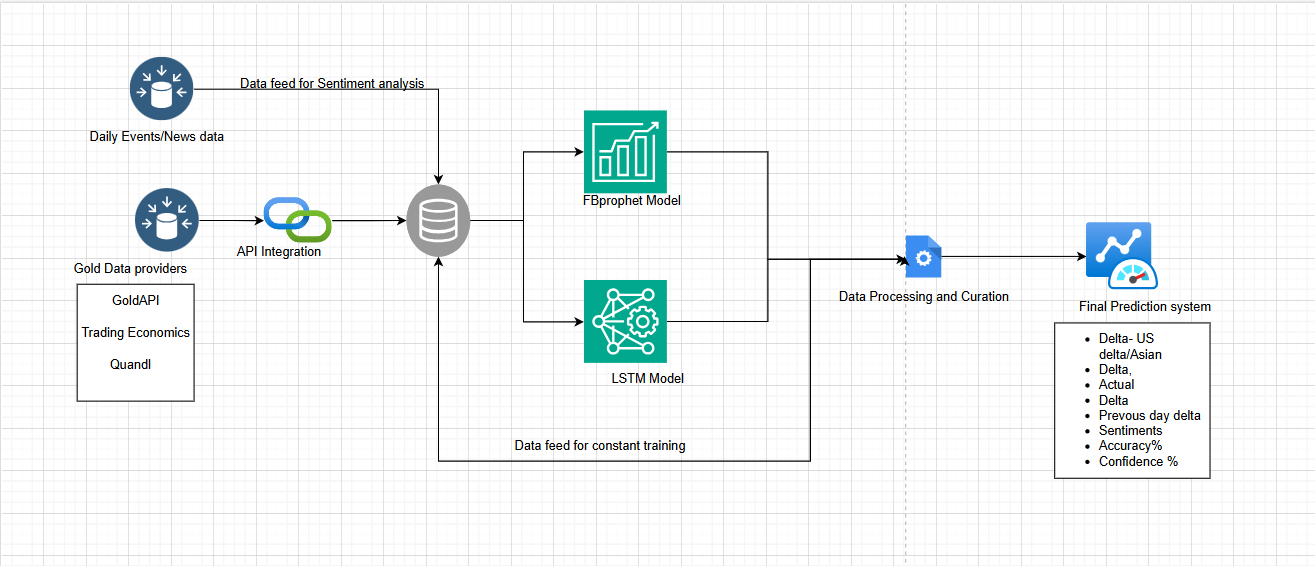 Data feed for Sentiment analysis
Daily Events/News data
FBprophet Model
API Integration
Gold Data providers
GoldAPI
Trading Economics
Quandl
LSTM Model
Data feed for constant training
Data Processing and Curation
Final Prediction system
Delta- US
delta/Asian
Delta,
Actual
Delta
Prevous day delta
Sentiments
Accuracy%
Confidence %